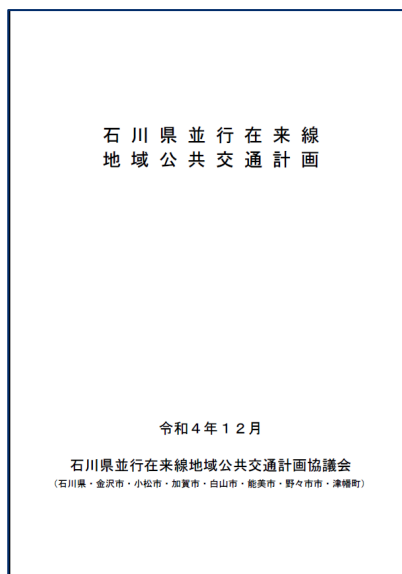 石川県並行在来線
地域公共交通計画
令和４年１２月
石川県並行在来線地域公共交通計画協議会
（石川県・金沢市・小松市・加賀市・白山市・能美市・野々市市・津幡町）